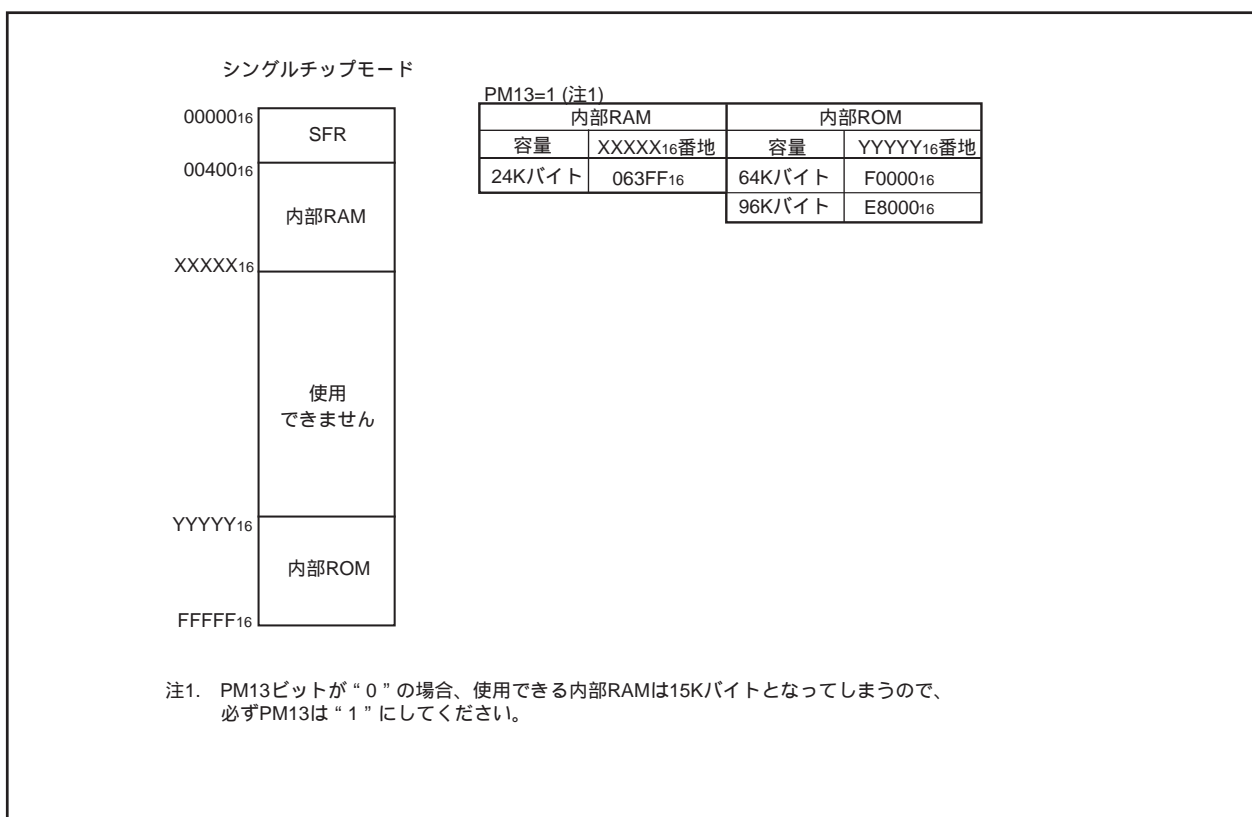 シングルチップモード
0000016
SFR
0040016
内部RAM
XXXXX16
使用
できません
YYYYY16
内部ROM
FFFFF16
PM13=1 (注1)
内部RAM 内部ROM
容量 XXXXX16番地 容量 YYYYY16番地
24Kバイト 063FF16 64Kバイト F000016
96Kバイト E800016
注1. PM13ビットが“0”の場合、使用できる内部RAMは15Kバイトとなってしまうので、
必ずPM13は“1”にしてください。